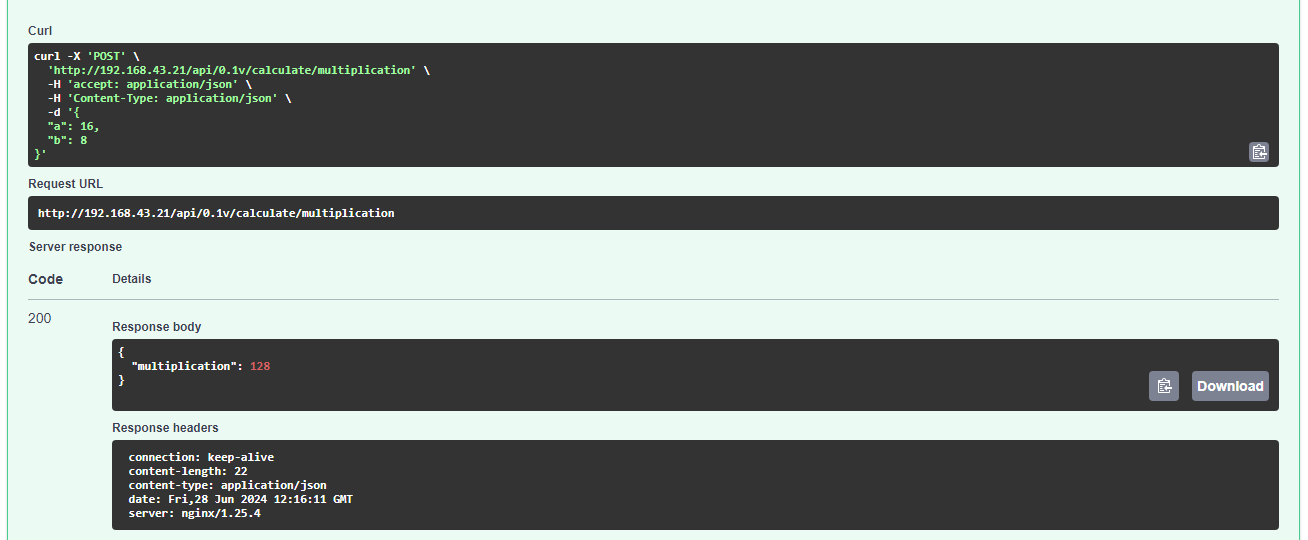 Curl
curl -X 'POST' \
  'http://192.168.43.21/api/0.1v/calculate/multiplication' \
  -H 'accept: application/json' \
  -H 'Content-Type: application/json' \
  -d '{
  "a": 16,
  "b": 8
}'
Request URL
http://192.168.43.21/api/0.1v/calculate/multiplication
Server response
Code Details
200
Response body
{
  "multiplication": 128
}
Download
Response headers
connection: keep-alive
content-length: 22
content-type: application/json
date: Fri,28 Jun 2024 12:16:11 GMT
server: nginx/1.25.4